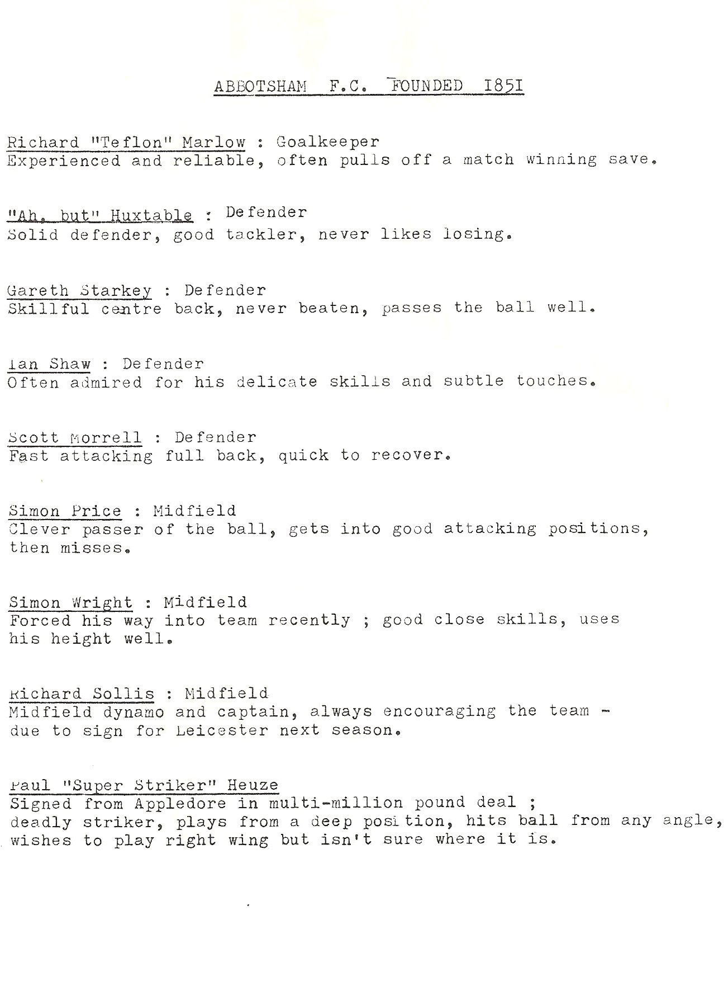 ABBOTSHAM F.C. FOUNDED 1851
Richard "Teflon" Marlow : Goalkeeper
Experienced and reliable, often pulls off a match winning save.
"Ah, but" Huxtable : Defender
Solid defender, good tackler, never likes losing.
Gareth Starkey : Defender
Skillful centre back, never beaten, passes the ball well.
Ian Shaw : Defender
Often admired for his delicate skills and subtle touches.
Scott Morrell : Defender
Fast attacking full back, quick to recover.
Simon Price : Midfield
Clever passer of the ball, gets into good attacking positions,
then misses.
Simon Wright : Midfield
Forced his way into team recently ; good close skills, uses
his height well.
Richard Sollis : Midfield
Midfield dynamo and captain, always encouraging the team -
due to sign for Leicester next season.
Paul "Super Striker" Heuze
Signed from Appledore in multi-million pound deal ;
deadly striker, plays from a deep position, hits ball from any angle,
wishes to play right wing but isn't sure where it is.